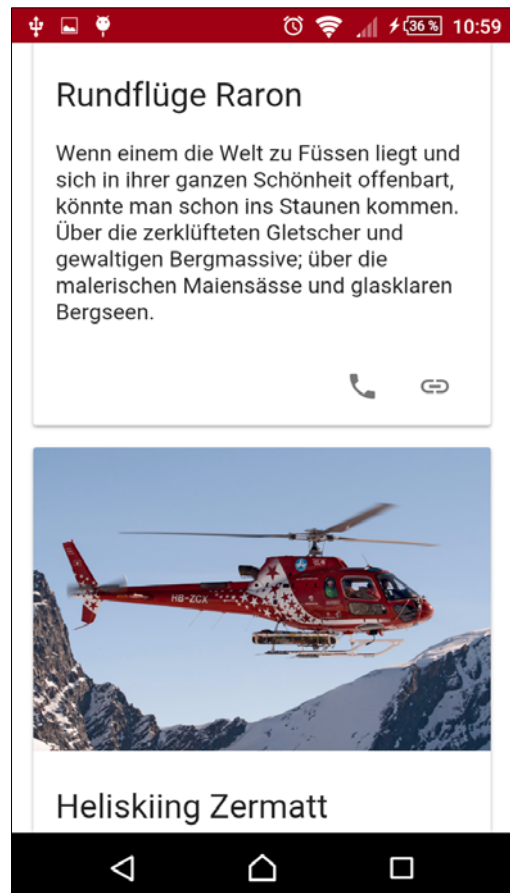 36 %
10:59
Rundflüge Raron
Wenn einem die Welt zu Füssen liegt und
sich in ihrer ganzen Schönheit offenbart,
könnte man schon ins Staunen kommen.
Über die zerklüfteten Gletscher und
gewaltigen Bergmassive; über die
malerischen Maiensässe und glasklaren
Bergseen.
HB-ZCX
Heliskiing Zermatt